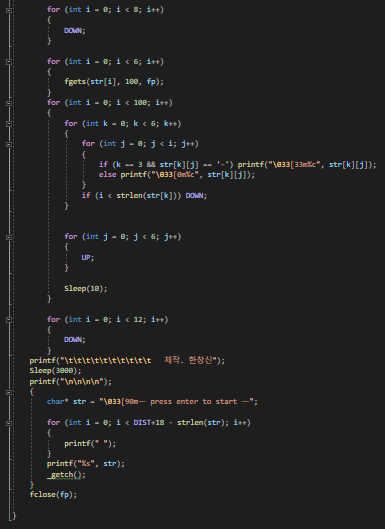 for (int i = 0; i < 8; i++)
{
DOWN;
}
for (int i = 0; i < 6; i++)
{
fgets(str[i], 100, fp);
}
for (int i = 0; i < 100; i++)
{
for (int k = 0; k < 6; k++)
{
for (int j = 0; j < i; j++)
{
if (k == 3 && str[k][j] == '-') printf("\033[33m%c", str[k][j]);
else printf("\033[0m%c", str[k][j]);
}
if (i < strlen(str[k])) DOWN;
}
for (int j = 0; j < 6; j++)
{
UP;
}
Sleep(10);
}
for (int i = 0; i < 12; i++)
{
DOWN;
}
printf("\t\t\t\t\t\t\t\t\t\t 제작. 한창신");
Sleep(3000);
printf("\n\n\n\n");
{
char* str = "\033[90m─ press enter to start ─";
for (int i = 0; i < DIST+18 - strlen(str); i++)
{
printf(" ");
}
printf("%s", str);
_getch();
}
fclose(fp);
}